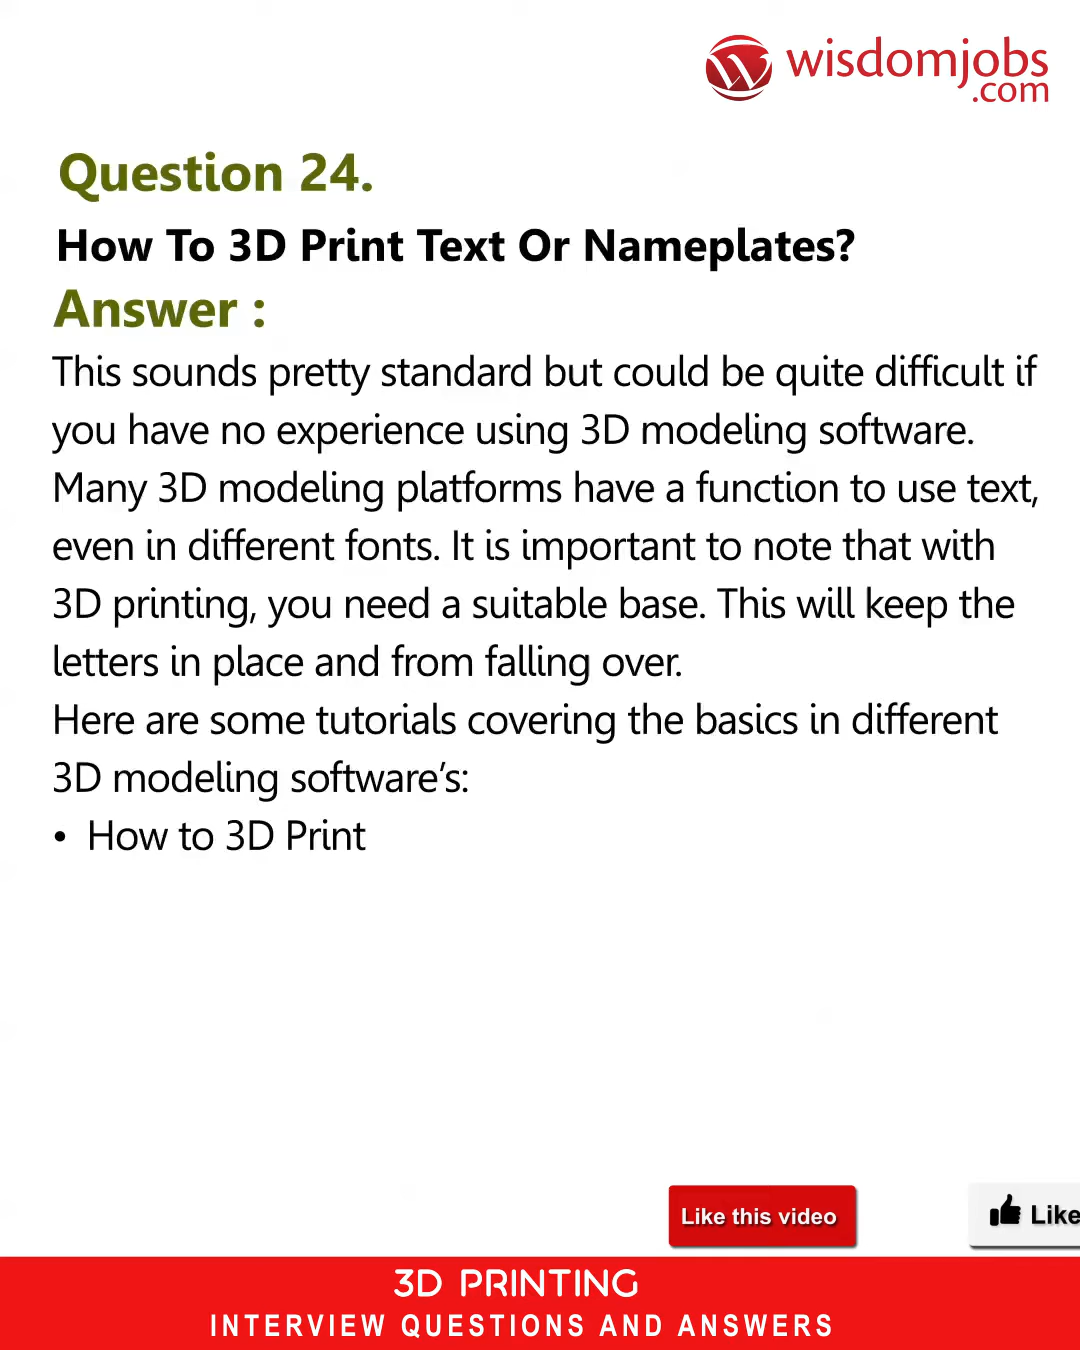 wisdomjobs
.com
Question 24.
How To 3D Print Text Or Nameplates?
Answer :
This sounds pretty standard but could be quite difficult if
you have no experience using 3D modeling software.
Many 3D modeling platforms have a function to use text,
even in different fonts. It is important to note that with
3D printing, you need a suitable base. This will keep the
letters in place and from falling over.
Here are some tutorials covering the basics in different
3D modeling software’s:
• How to 3D Print
Like this video
Like
3D PRINTING
INTERVIEW QUESTIONS AND ANSWERS